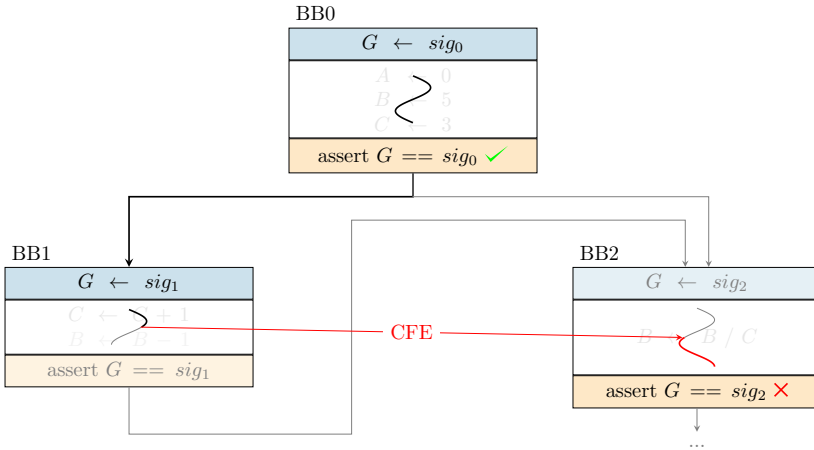 BB0
G ← sig₀
A ← 0
B ← 5
C ← 3
assert G == sig₀ ✓
BB1
G ← sig₁
C ← C + 1
B ← B − 1
assert G == sig₁
CFE
BB2
G ← sig₂
B B / C
assert G == sig₂ ✕
...